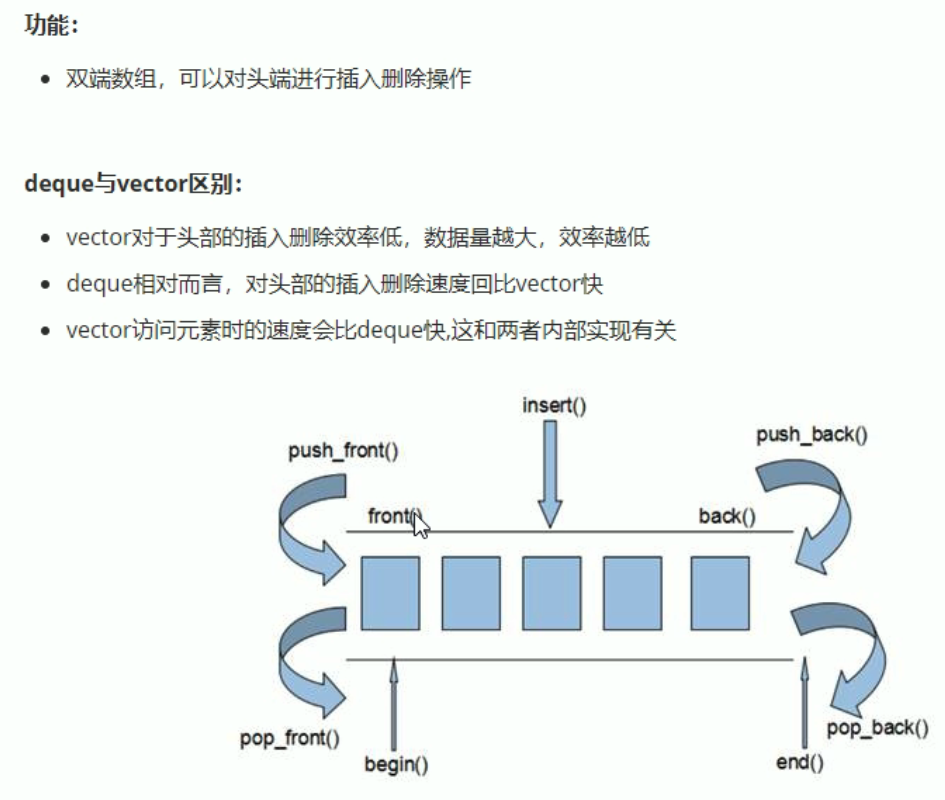 功能：
双端数组，可以对头端进行插入删除操作
deque与vector区别：
vector对于头部的插入删除效率低，数据量越大，效率越低
deque相对而言，对头部的插入删除速度回比vector快
vector访问元素时的速度会比deque快,这和两者内部实现有关
insert()
push_front()
push_back()
front()
back()
pop_front()
begin()
end()
pop_back()